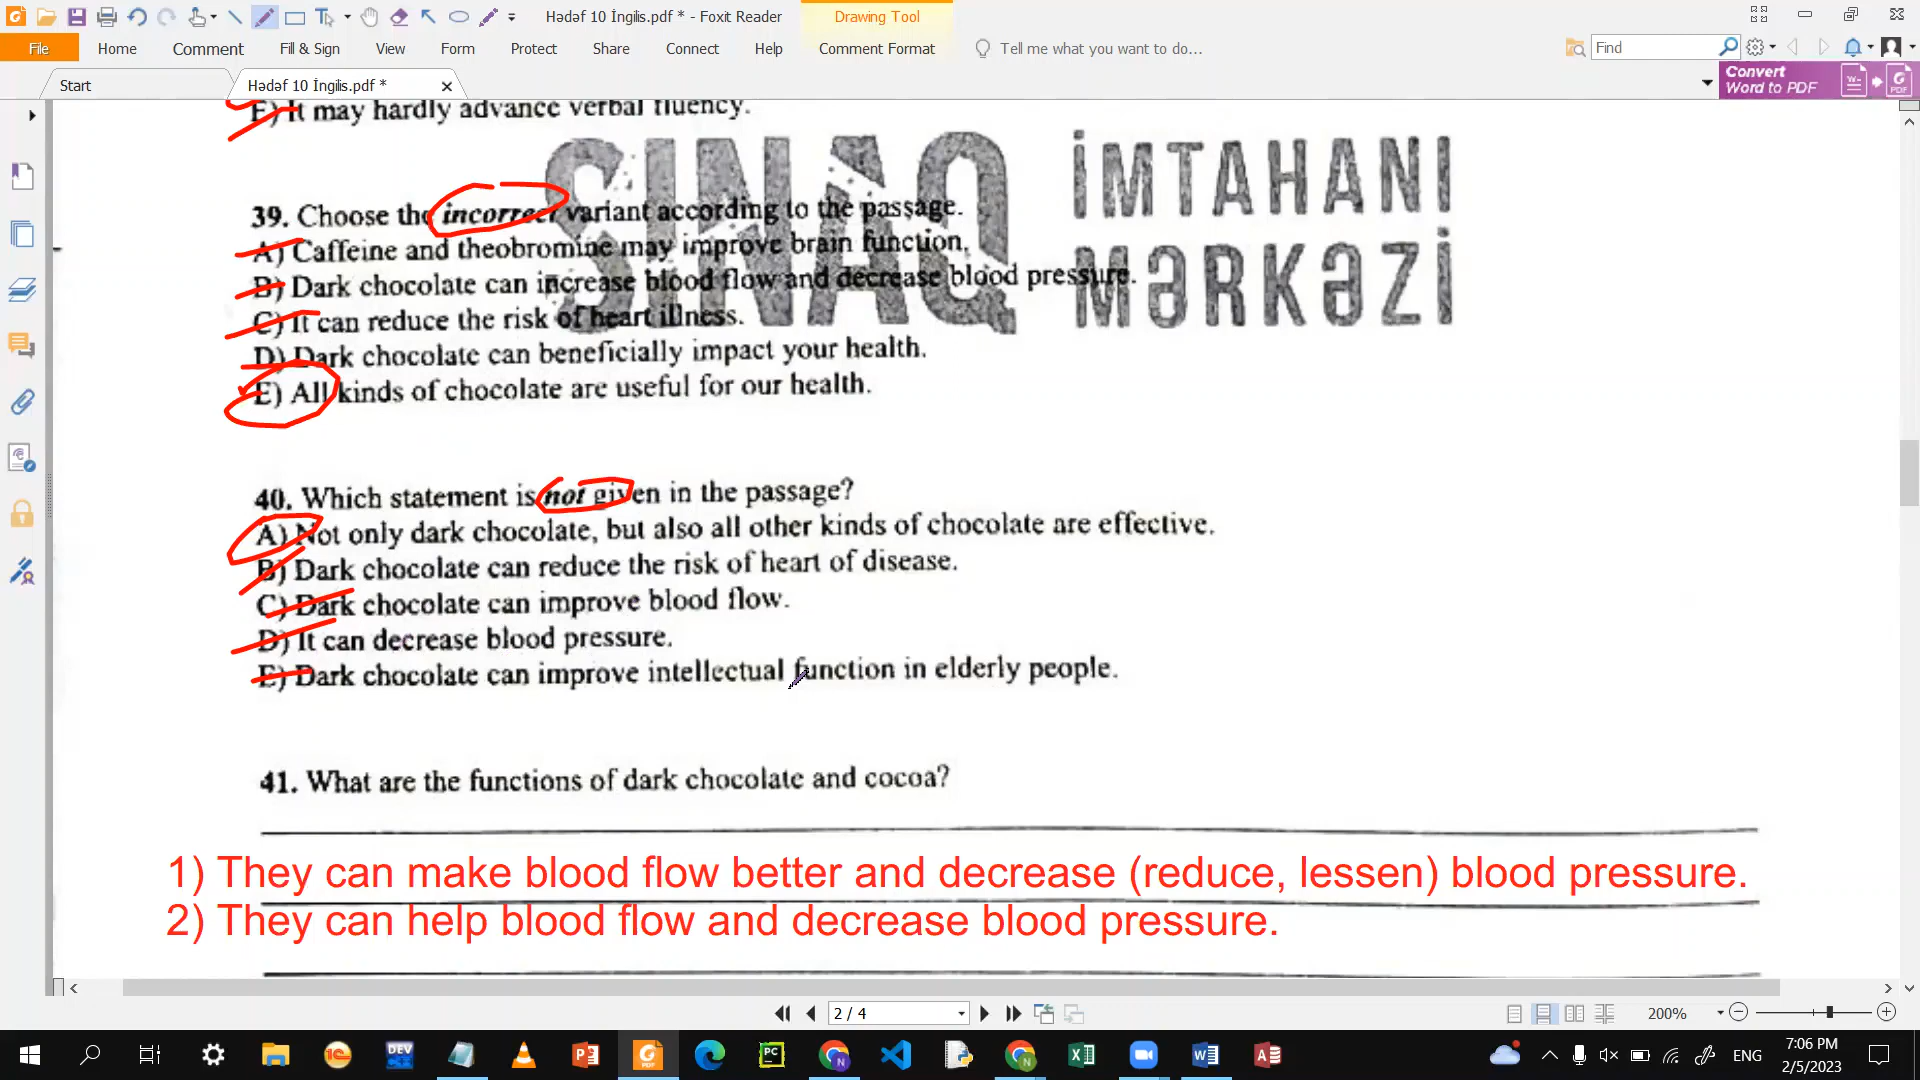 Hədəf 10 İngilis.pdf * - Foxit Reader
Drawing Tool
File
Home
Comment
Fill & Sign
View
Form
Protect
Share
Connect
Help
Comment Format
Tell me what you want to do...
Find
Start
Hədəf 10 İngilis.pdf *
Convert
Word to PDF
E) It may hardly advance verbal fluency.
SINAQ İMTAHANI
MƏRKƏZİ
39. Choose the incorrect variant according to the passage.
A) Caffeine and theobromine may improve brain function.
B) Dark chocolate can increase blood flow and decrease blood pressure.
C) It can reduce the risk of heart illness.
D) Dark chocolate can beneficially impact your health.
E) All kinds of chocolate are useful for our health.
40. Which statement is not given in the passage?
A) Not only dark chocolate, but also all other kinds of chocolate are effective.
B) Dark chocolate can reduce the risk of heart of disease.
C) Dark chocolate can improve blood flow.
D) It can decrease blood pressure.
E) Dark chocolate can improve intellectual function in elderly people.
41. What are the functions of dark chocolate and cocoa?
1) They can make blood flow better and decrease (reduce, lessen) blood pressure.
2) They can help blood flow and decrease blood pressure.
2 / 4
200%
ENG
7:06 PM
2/5/2023